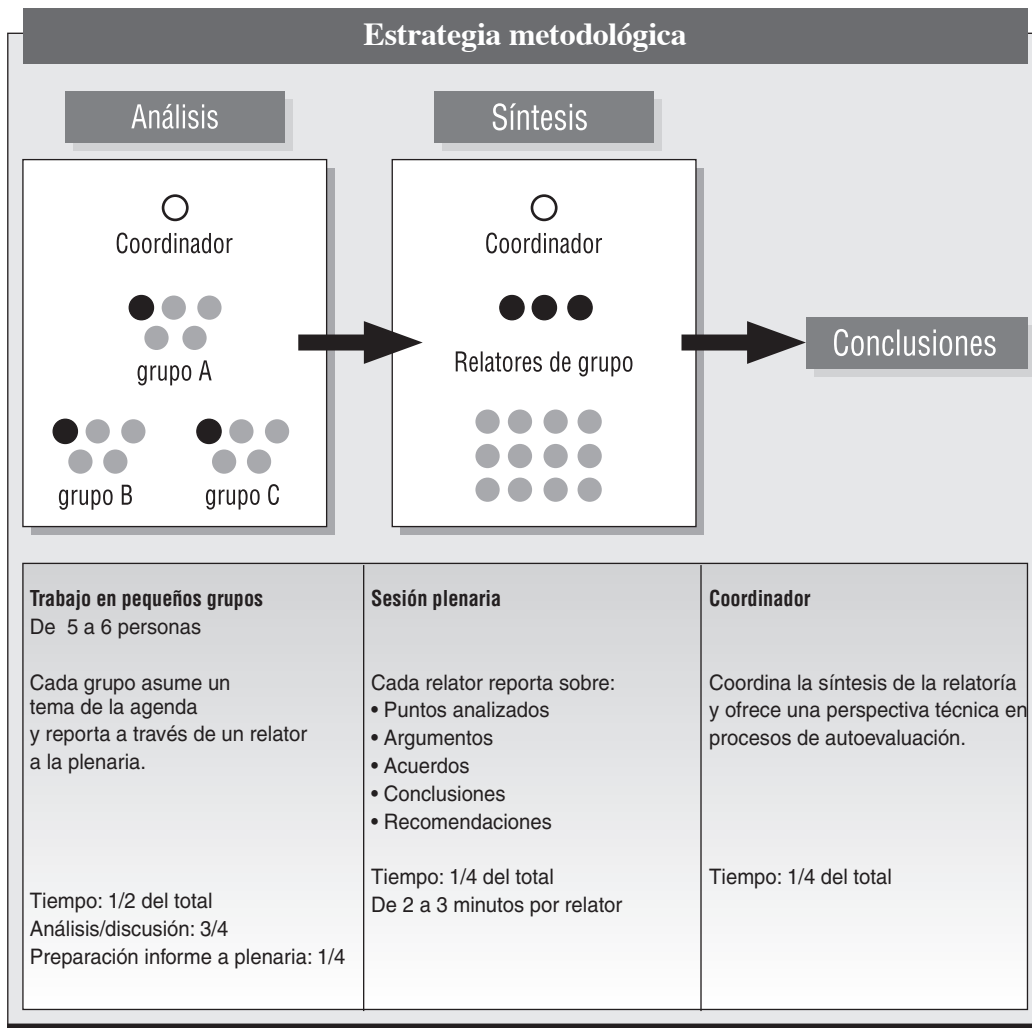 Estrategia metodológica
Análisis
Coordinador
grupo A
grupo B
grupo C
Síntesis
Coordinador
Relatores de grupo
Conclusiones
Trabajo en pequeños grupos
De 5 a 6 personas
Cada grupo asume un
tema de la agenda
y reporta a través de un relator
a la plenaria.
Tiempo: 1/2 del total
Análisis/discusión: 3/4
Preparación informe a plenaria: 1/4
Sesión plenaria
Cada relator reporta sobre:
• Puntos analizados
• Argumentos
• Acuerdos
• Conclusiones
• Recomendaciones
Tiempo: 1/4 del total
De 2 a 3 minutos por relator
Coordinador
Coordina la síntesis de la relatoría
y ofrece una perspectiva técnica en
procesos de autoevaluación.
Tiempo: 1/4 del total